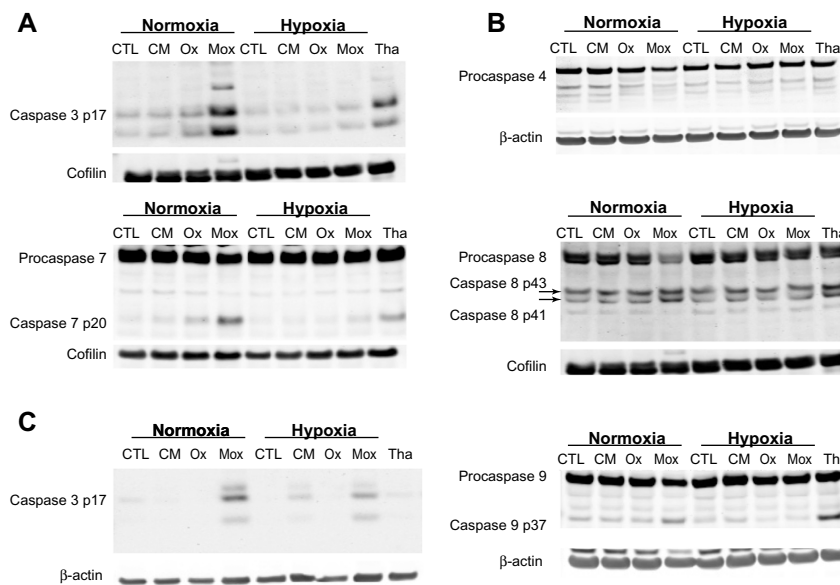 A
Normoxia Hypoxia
CTL CM Ox Mox CTL CM Ox Mox Tha
Caspase 3 p17
Cofilin
Normoxia Hypoxia
CTL CM Ox Mox CTL CM Ox Mox Tha
Procaspase 7
Caspase 7 p20
Cofilin
B
Normoxia Hypoxia
CTL CM Ox Mox CTL CM Ox Mox Tha
Procaspase 4
β-actin
Normoxia Hypoxia
CTL CM Ox Mox CTL CM Ox Mox Tha
Procaspase 8
Caspase 8 p43
Caspase 8 p41
Cofilin
Normoxia Hypoxia
CTL CM Ox Mox CTL CM Ox Mox Tha
Procaspase 9
Caspase 9 p37
β-actin
C
Normoxia Hypoxia
CTL CM Ox Mox CTL CM Ox Mox Tha
Caspase 3 p17
β-actin